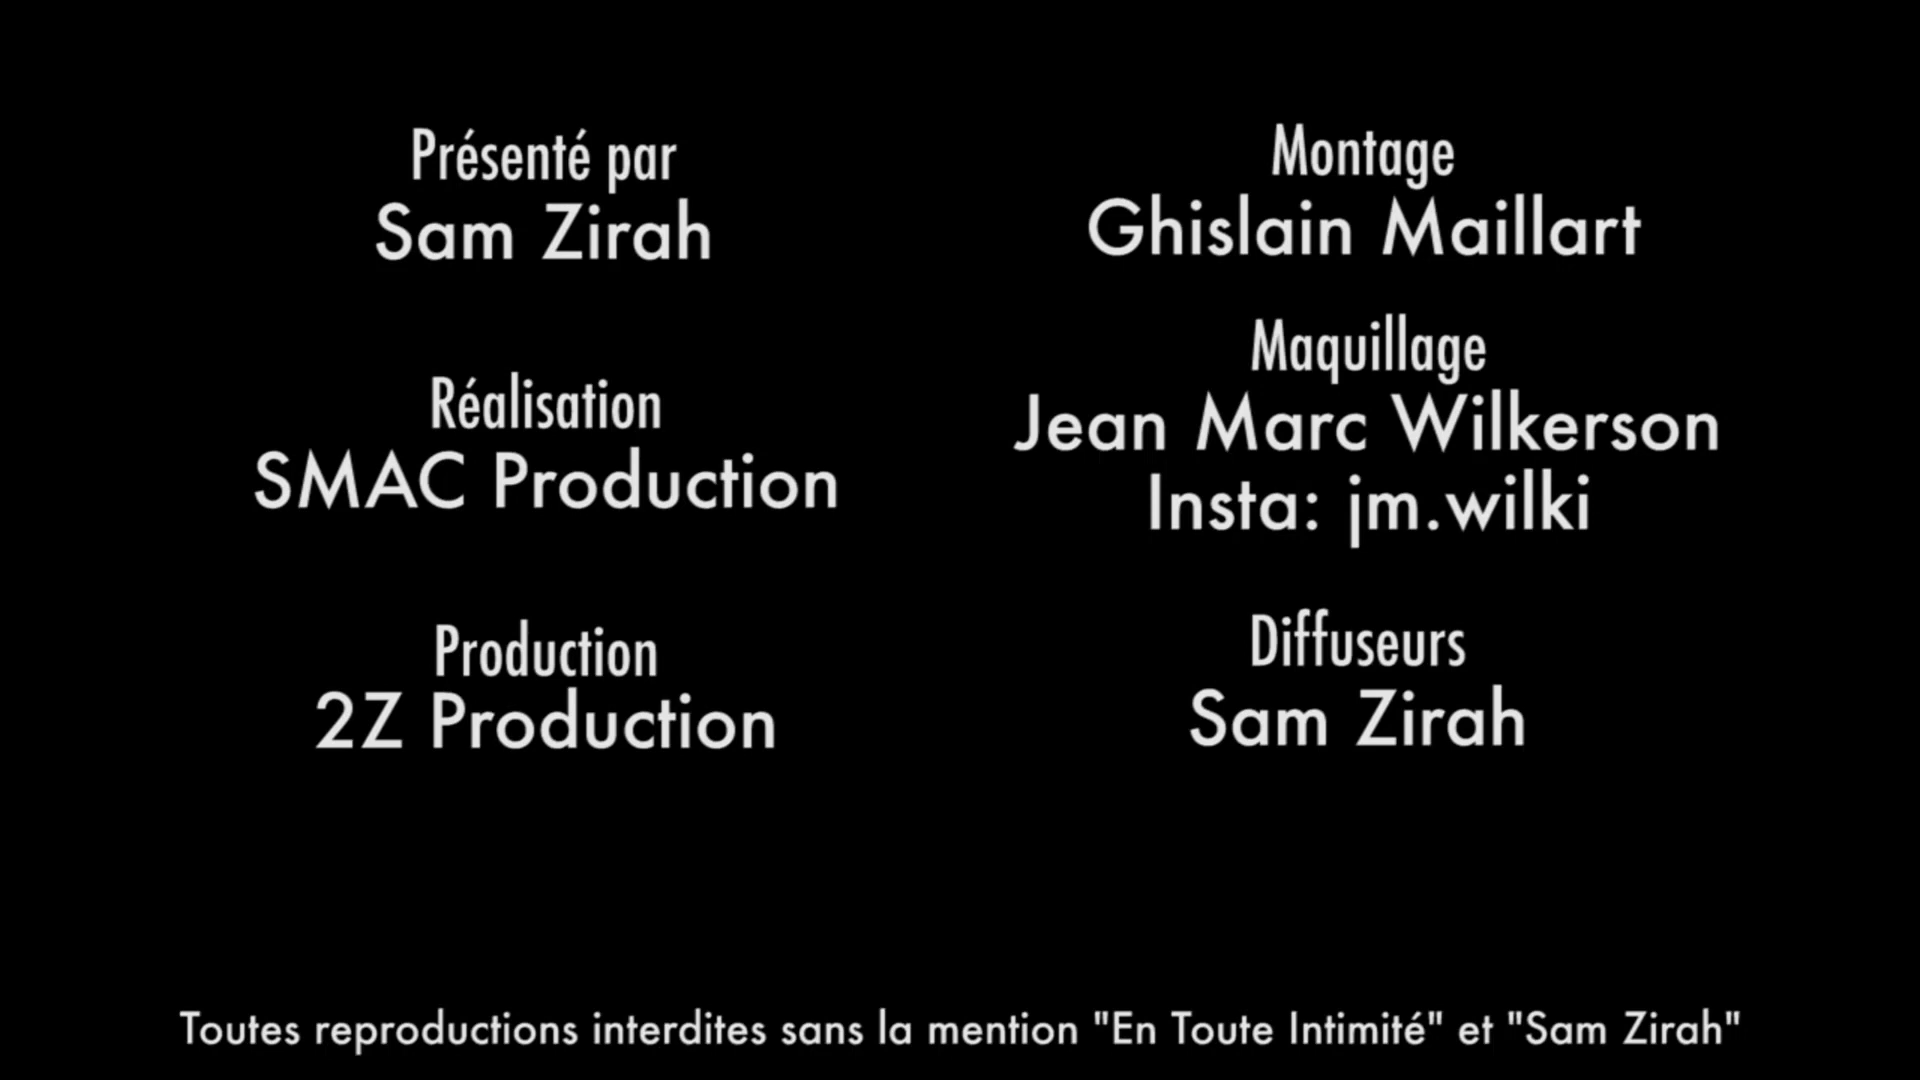 Présenté par
Sam Zirah
Réalisation
SMAC Production
Production
2Z Production
Montage
Ghislain Maillart
Maquillage
Jean Marc Wilkerson
Insta: jm.wilki
Diffuseurs
Sam Zirah
Toutes reproductions interdites sans la mention "En Toute Intimité" et "Sam Zirah"